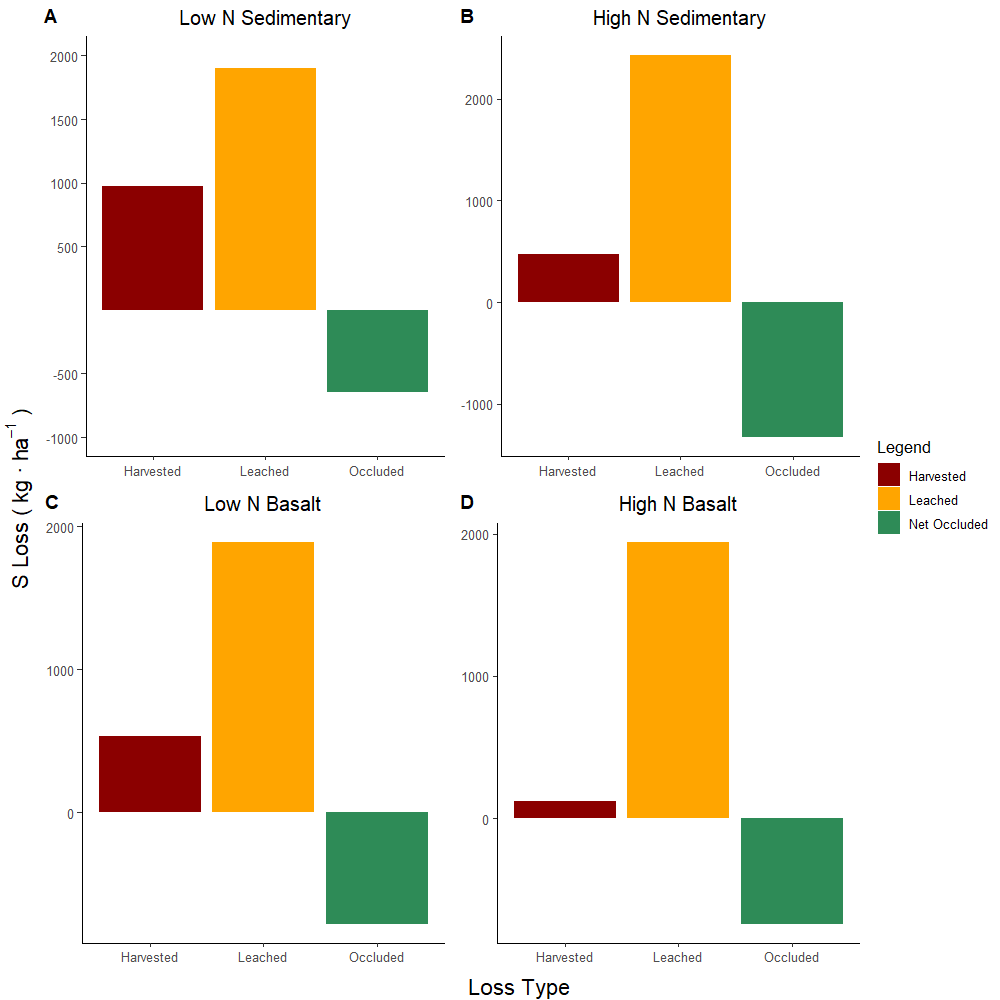 A Low N Sedimentary
2000
1500
1000
500
0
-500
-1000
Harvested Leached Occluded
B High N Sedimentary
2000
1000
0
-1000
Harvested Leached Occluded
C Low N Basalt
2000
1000
0
Harvested Leached Occluded
D High N Basalt
2000
1000
0
Harvested Leached Occluded
S Loss ( kg · ha⁻¹ )
Loss Type
Legend
Harvested
Leached
Net Occluded